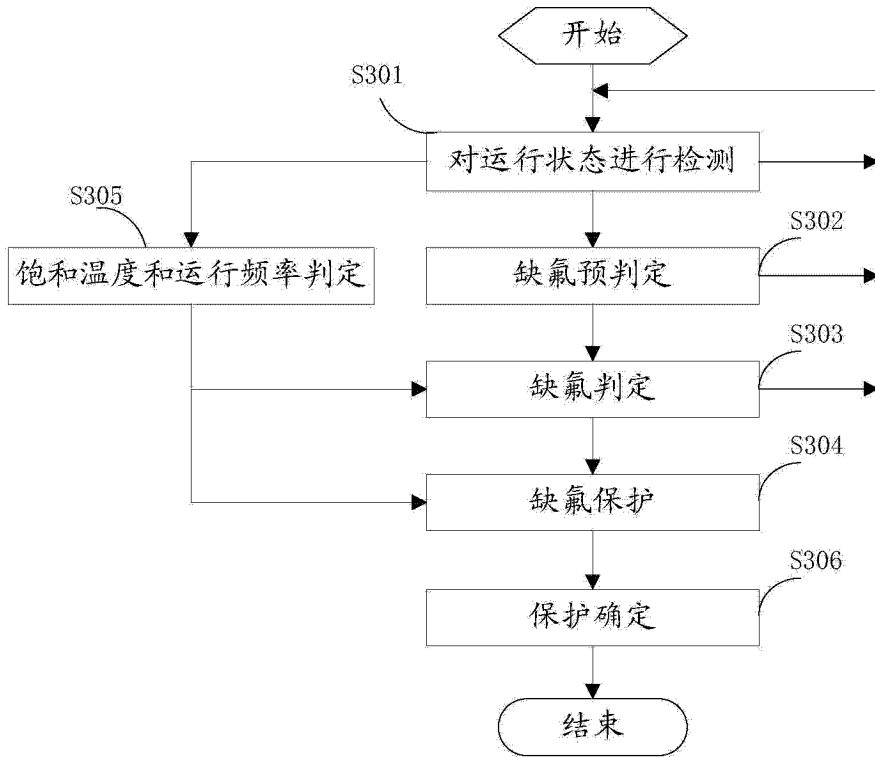 开始
S301
对运行状态进行检测
S305
饱和温度和运行频率判定
S302
缺氟预判定
S303
缺氟判定
S304
缺氟保护
S306
保护确定
结束